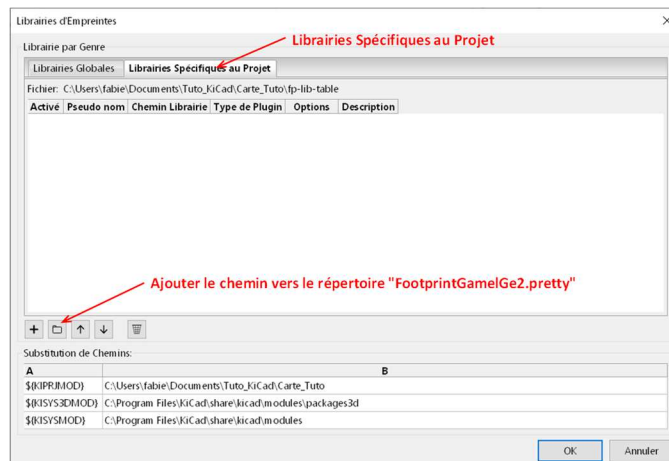 Librairies d'Empreintes
Librairie par Genre
Librairies Spécifiques au Projet
Librairies Globales Librairies Spécifiques au Projet
Fichier: C:\Users\fabie\Documents\Tuto_KiCad\Carte_Tuto\fp-lib-table
Activé Pseudo nom Chemin Librairie Type de Plugin Options Description
Ajouter le chemin vers le répertoire "FootprintGamelGe2.pretty"
Substitution de Chemins:
A B
${KIPRJMOD} C:\Users\fabie\Documents\Tuto_KiCad\Carte_Tuto
${KISYS3DMOD} C:\Program Files\KiCad\share\kicad\modules\packages3d
${KISYSMOD} C:\Program Files\KiCad\share\kicad\modules
OK Annuler